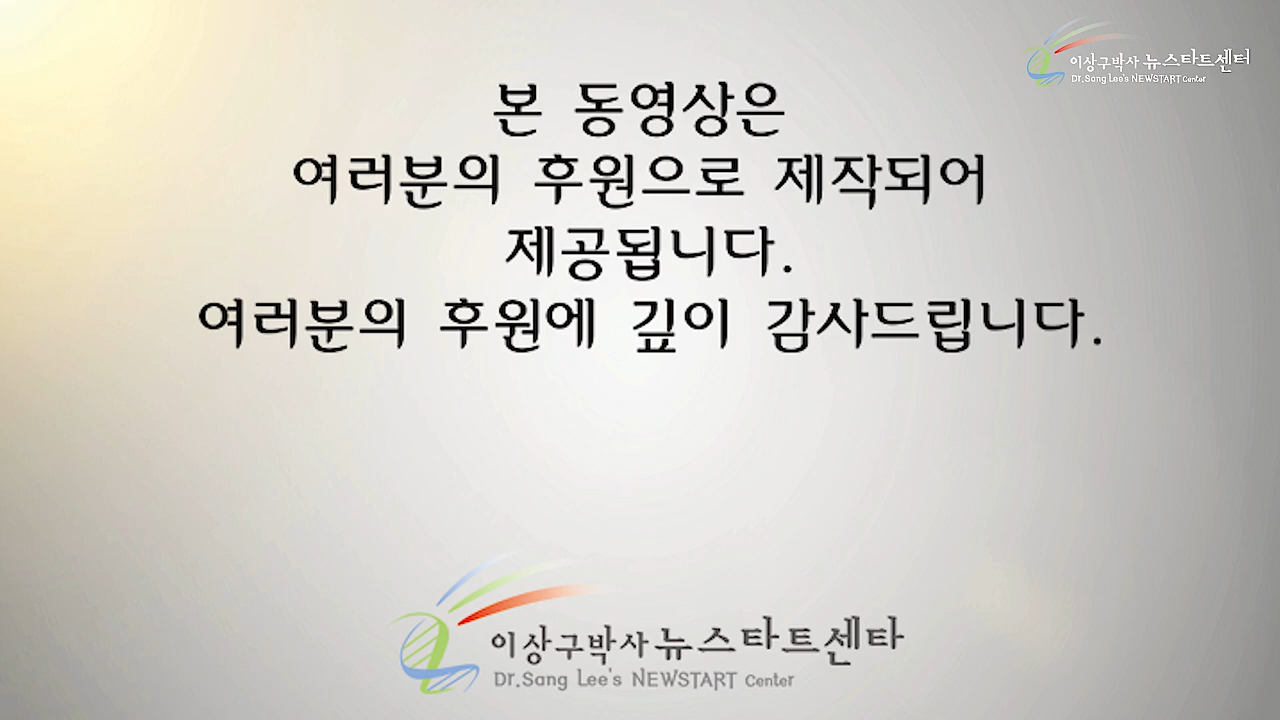 이상구박사 뉴스타트센터
Dr.Sang Lee's NEWSTART Center
본 동영상은
여러분의 후원으로 제작되어
제공됩니다.
여러분의 후원에 깊이 감사드립니다.
이상구박사 뉴스타트센타
Dr.Sang Lee's NEWSTART Center